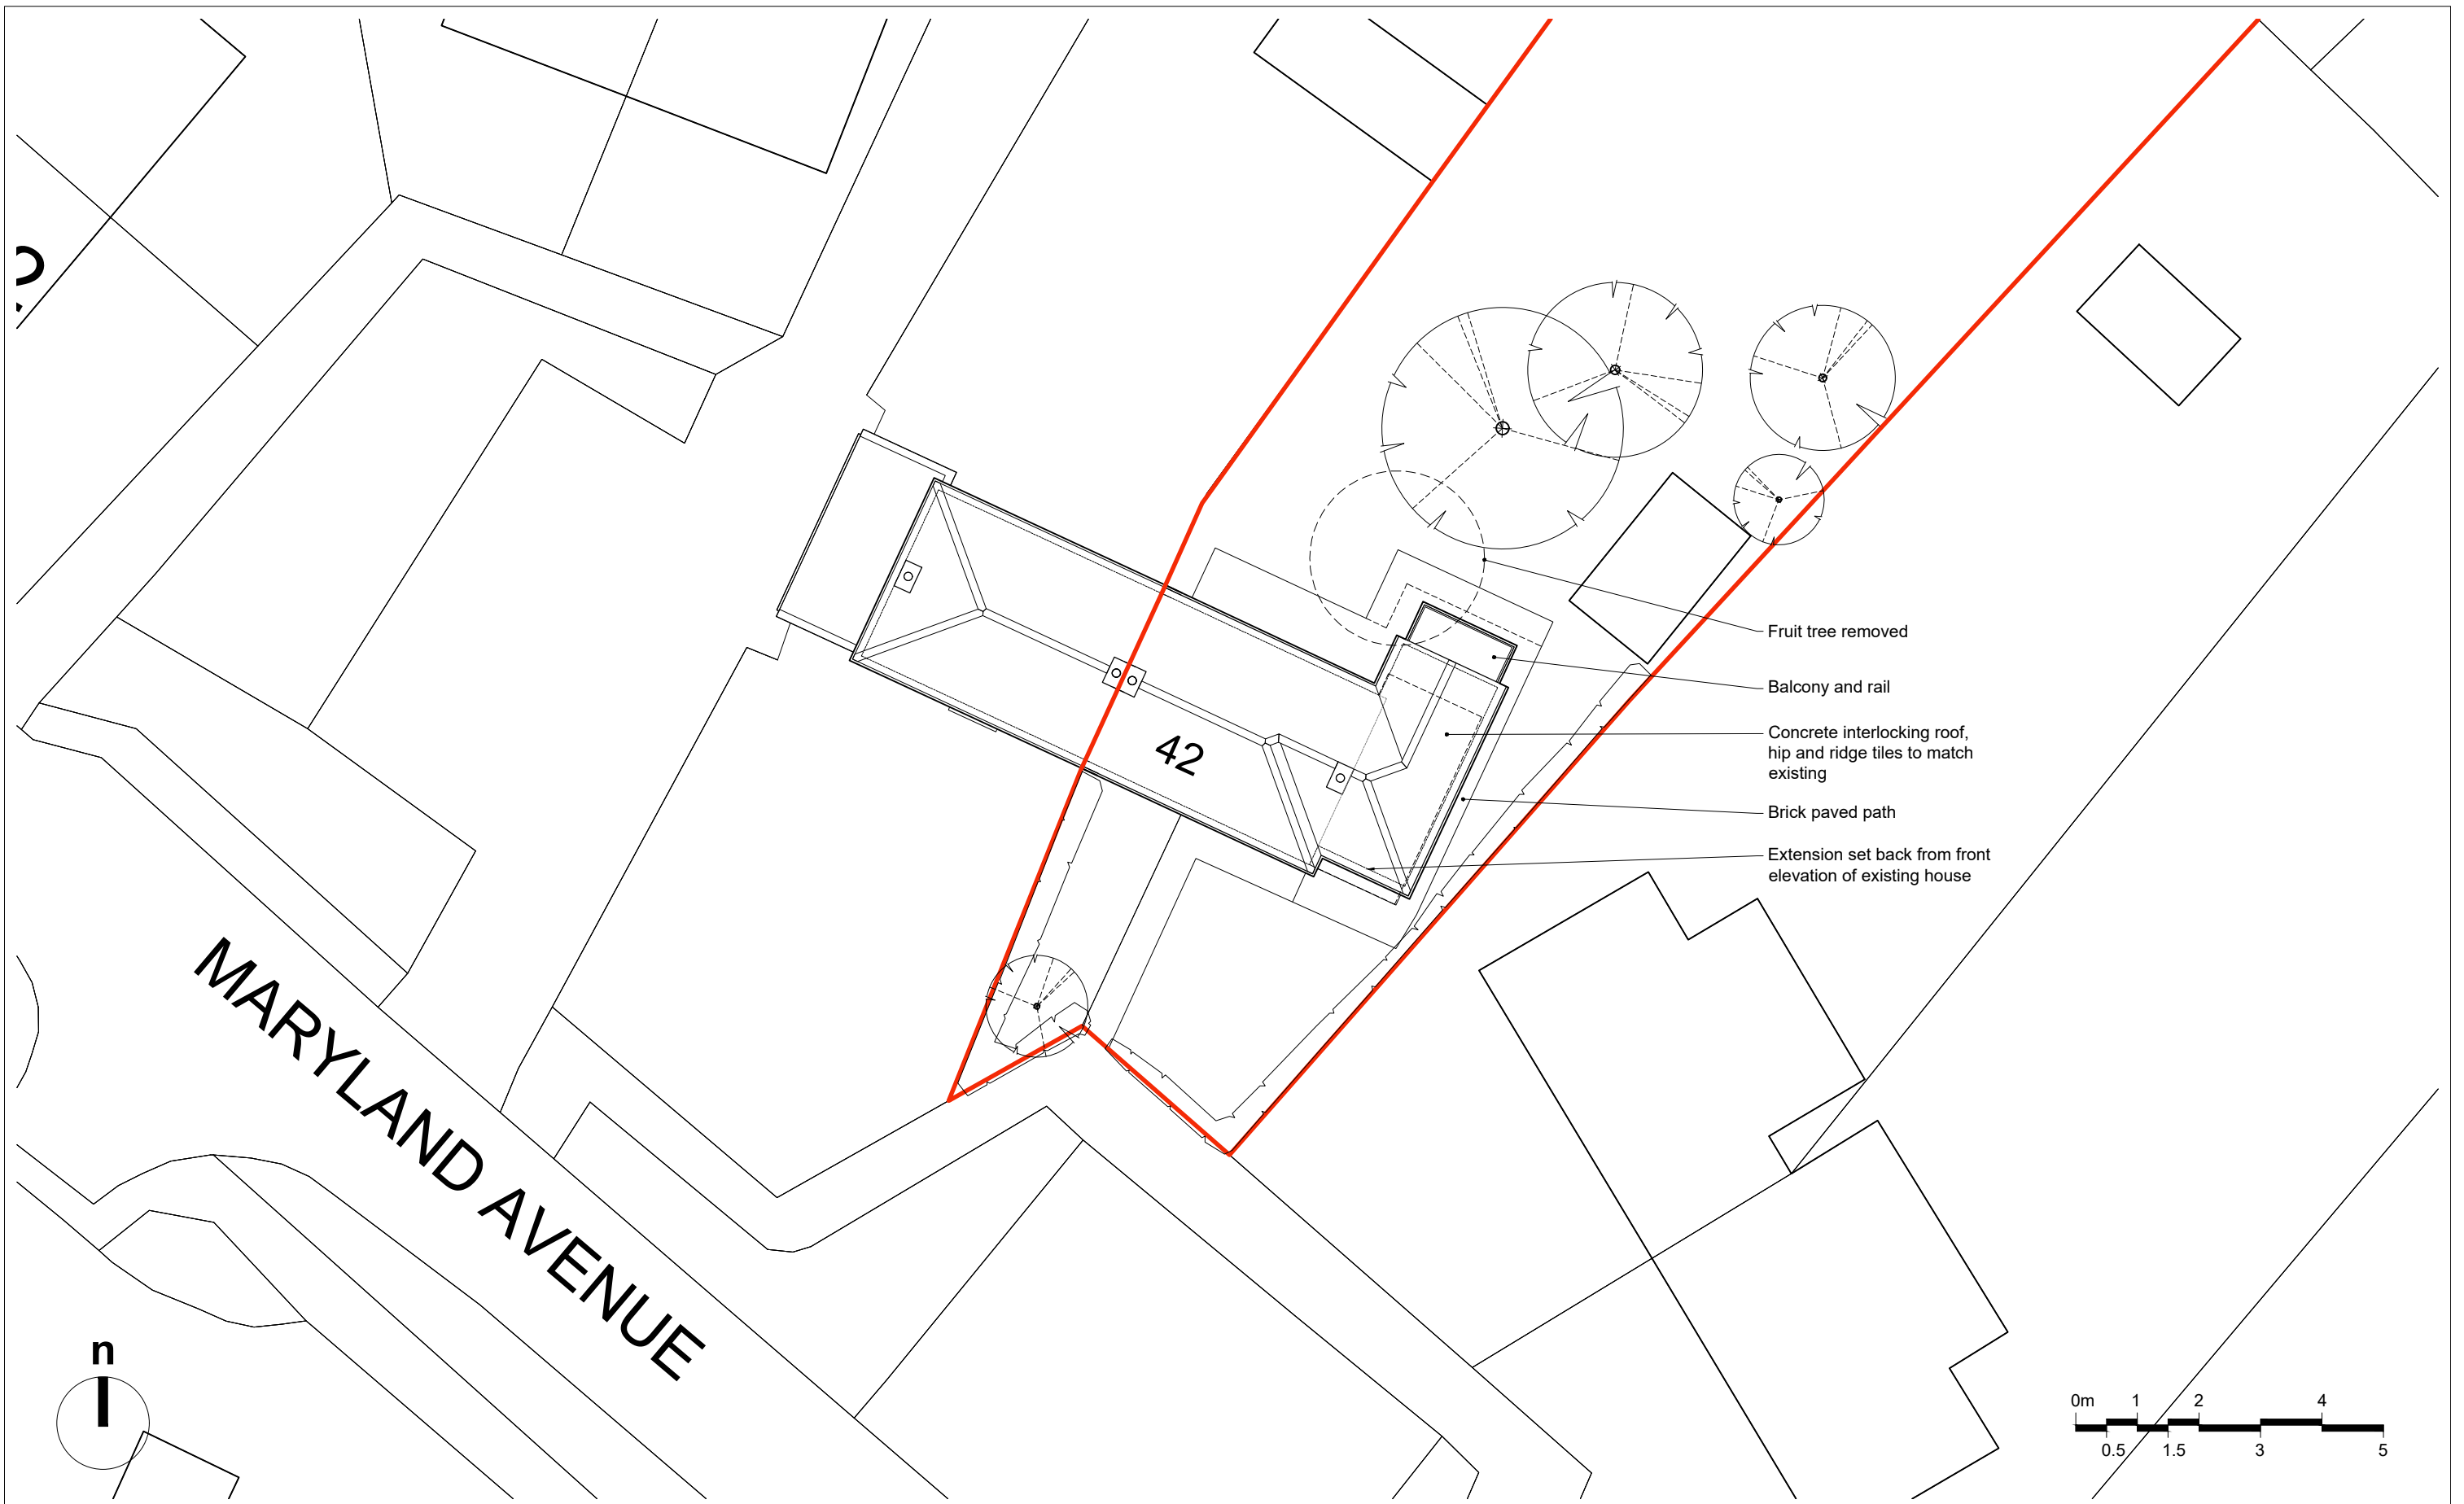 Fruit tree removed
Balcony and rail
Concrete interlocking roof,
hip and ridge tiles to match
existing
Brick paved path
Extension set back from front
elevation of existing house
42
MARYLAND AVENUE
n
0m 1 2 4
0.5 1.5 3 5